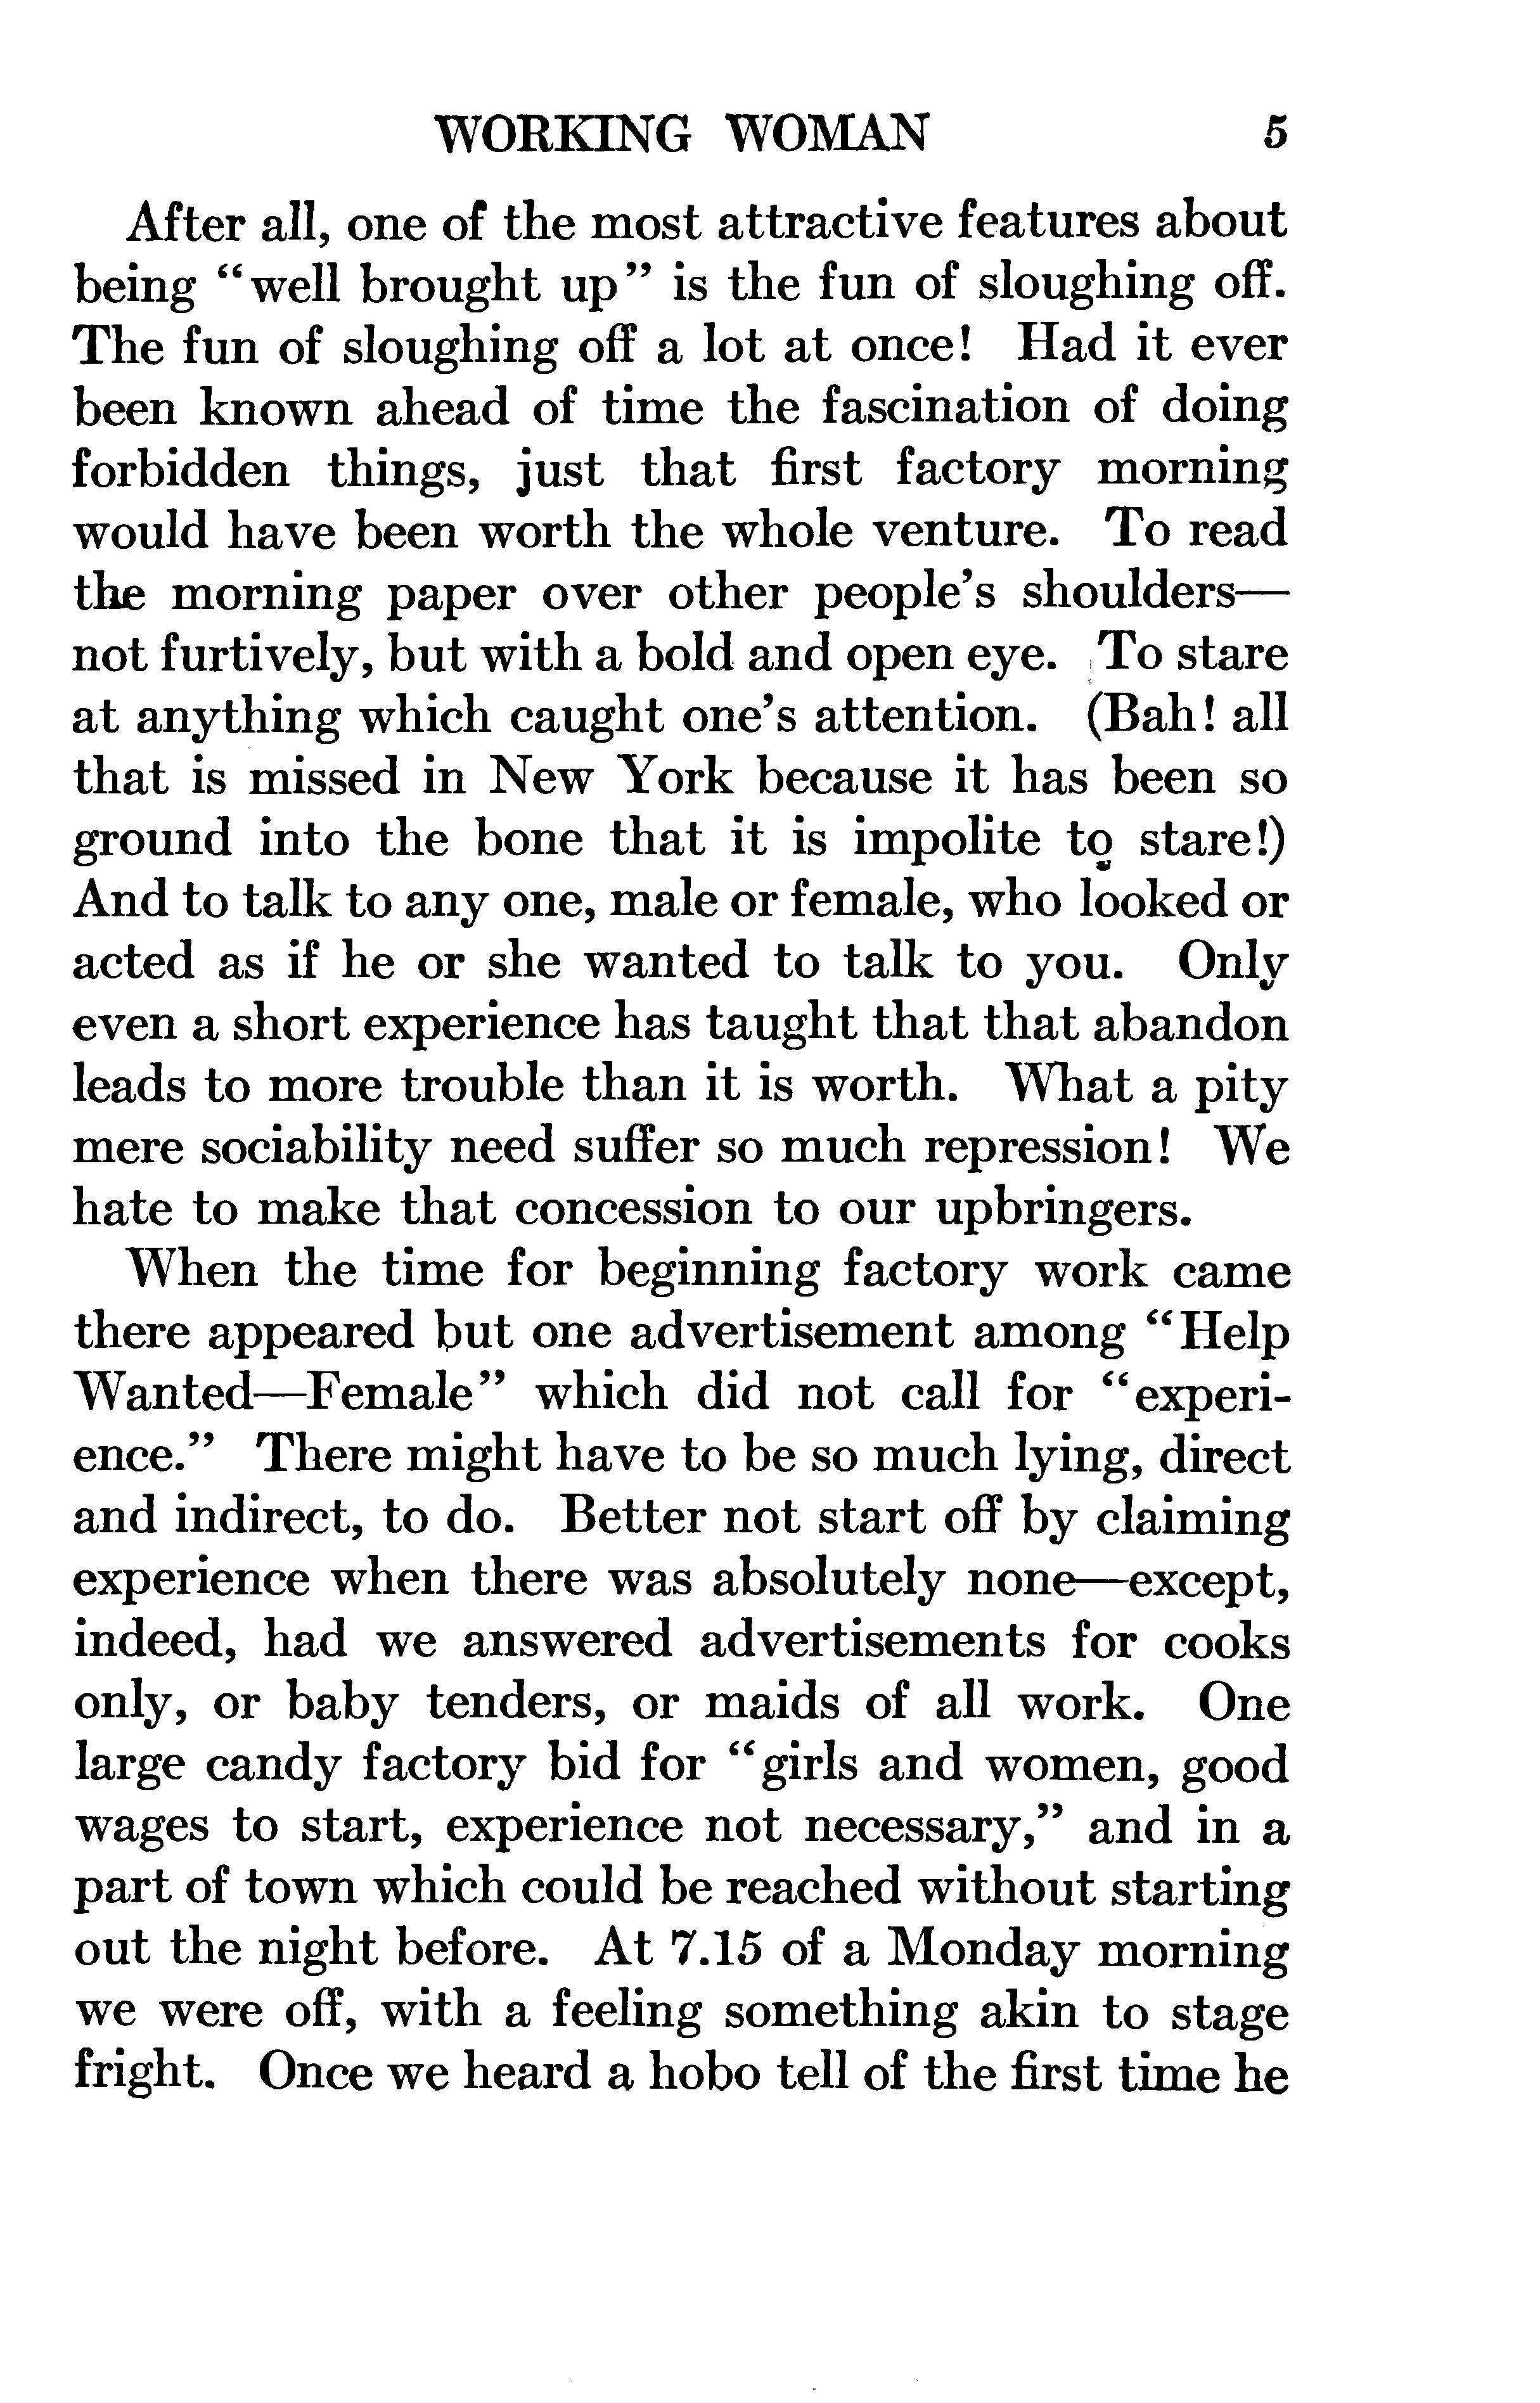 WORKING WOMAN 5
After all, one of the most attractive features about
being “well brought up” is the fun of sloughing off.
The fun of sloughing off a lot at once! Had it ever
been known ahead of time the fascination of doing
forbidden things, just that first factory morning
would have been worth the whole venture. To read
the morning paper over other people’s shoulders—
not furtively, but with a bold and open eye. To stare
at anything which caught one’s attention. (Bah! all
that is missed in New York because it has been so
ground into the bone that it is impolite to stare!)
And to talk to any one, male or female, who looked or
acted as if he or she wanted to talk to you. Only
even a short experience has taught that that abandon
leads to more trouble than it is worth. What a pity
mere sociability need suffer so much repression! We
hate to make that concession to our upbringers.
When the time for beginning factory work came
there appeared but one advertisement among “Help
Wanted—Female” which did not call for “experi-
ence.” There might have to be so much lying, direct
and indirect, to do. Better not start off by claiming
experience when there was absolutely none—except,
indeed, had we answered advertisements for cooks
only, or baby tenders, or maids of all work. One
large candy factory bid for “girls and women, good
wages to start, experience not necessary,” and in a
part of town which could be reached without starting
out the night before. At 7.15 of a Monday morning
we were off, with a feeling something akin to stage
fright. Once we heard a hobo tell of the first time he